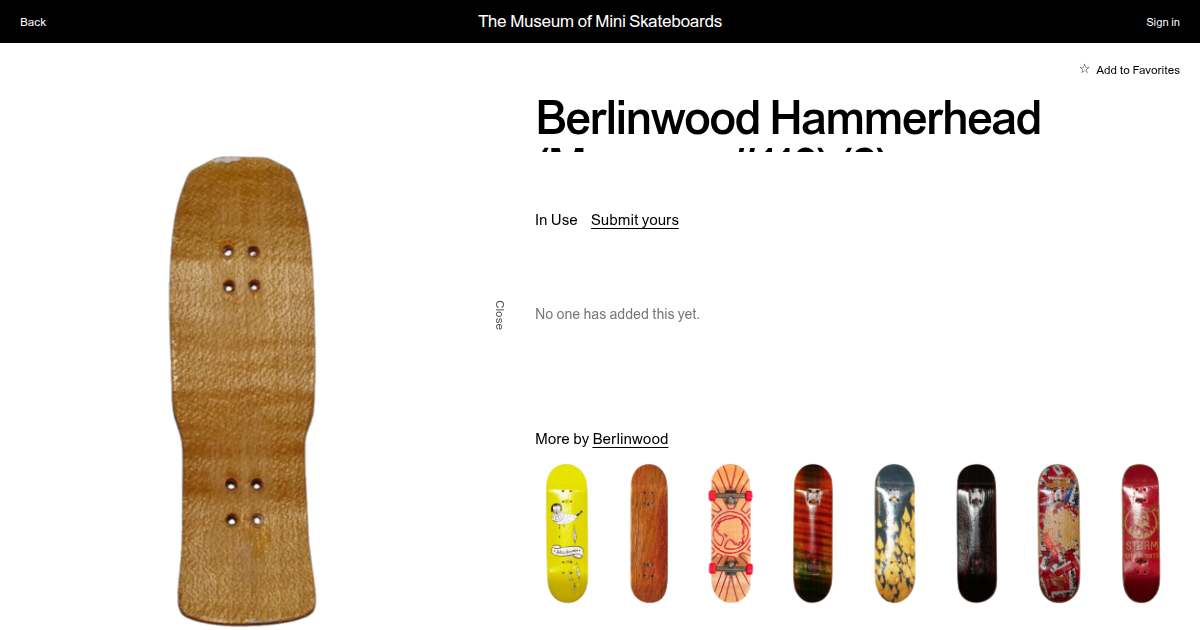 Back
The Museum of Mini Skateboards
Sign in
☆ Add to Favorites
Berlinwood Hammerhead
In Use Submit yours
Close
No one has added this yet.
More by Berlinwood